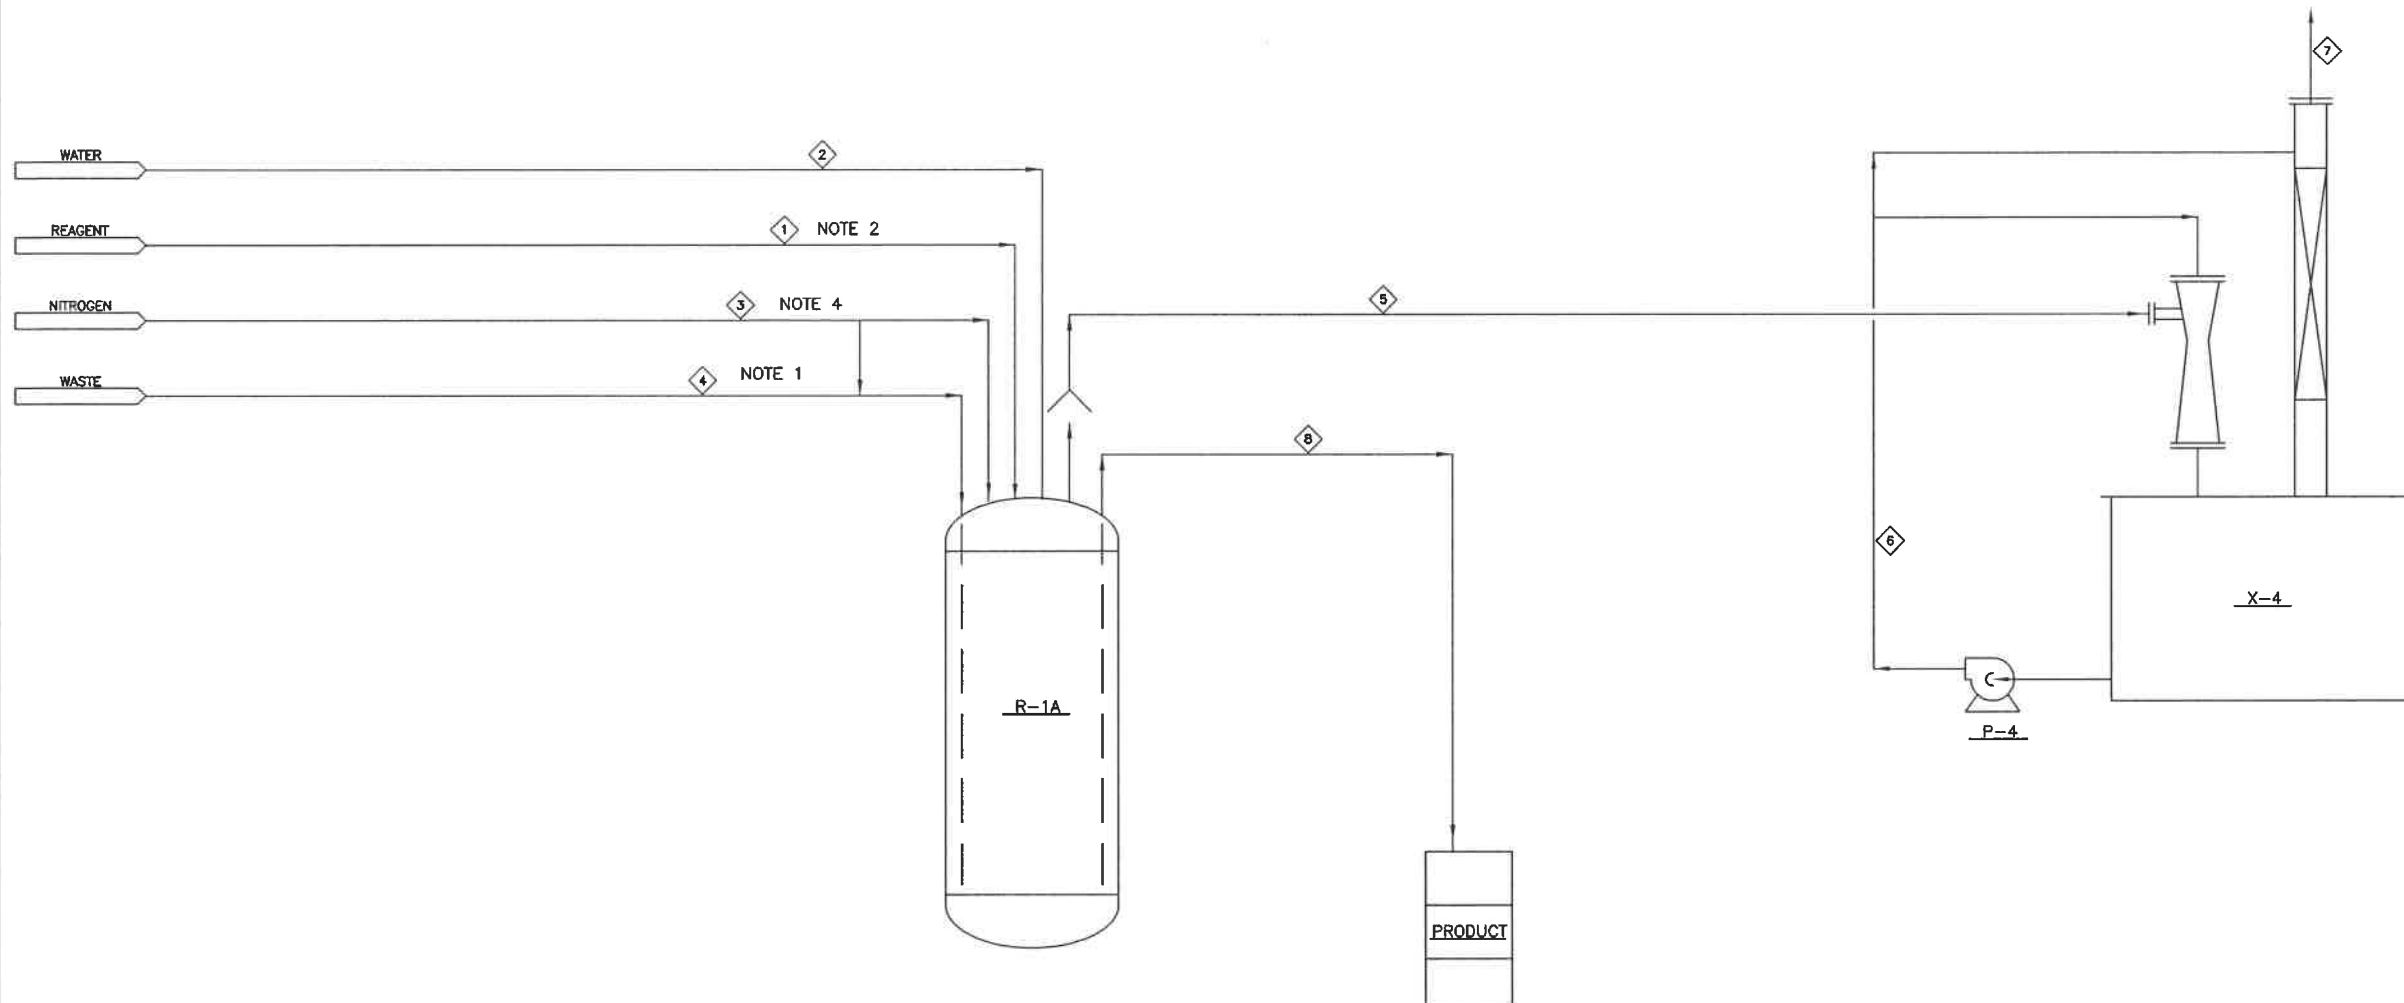 7
WATER
2
REAGENT
1 NOTE 2
NITROGEN
3 NOTE 4
5
WASTE
4 NOTE 1
8
6
X-4
R-1A
C
P-4
PRODUCT